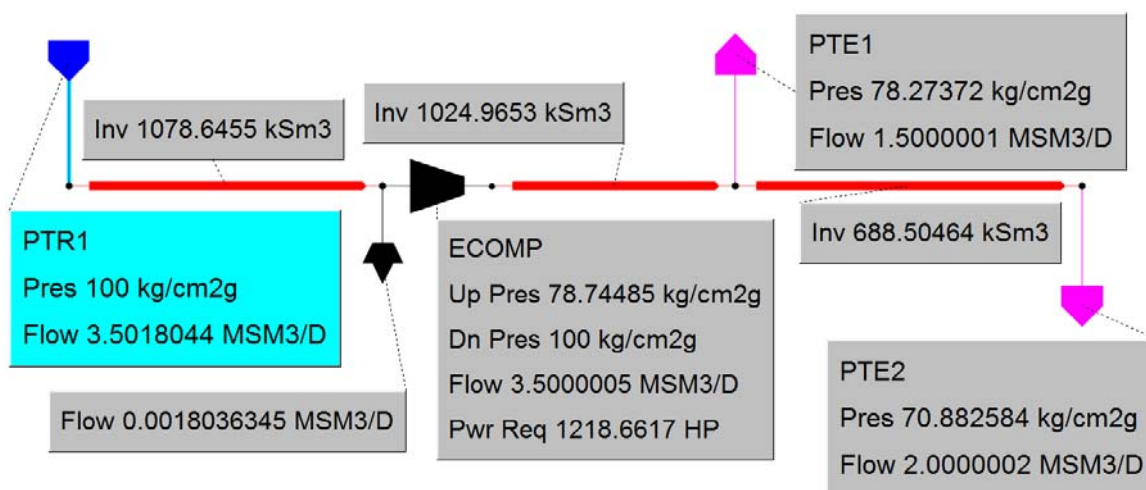 Inv 1078.6455 kSm3
Inv 1024.9653 kSm3
PTE1
Pres 78.27372 kg/cm2g
Flow 1.5000001 MSM3/D
PTR1
Pres 100 kg/cm2g
Flow 3.5018044 MSM3/D
Flow 0.0018036345 MSM3/D
ECOMP
Up Pres 78.74485 kg/cm2g
Dn Pres 100 kg/cm2g
Flow 3.5000005 MSM3/D
Pwr Req 1218.6617 HP
Inv 688.50464 kSm3
PTE2
Pres 70.882584 kg/cm2g
Flow 2.0000002 MSM3/D